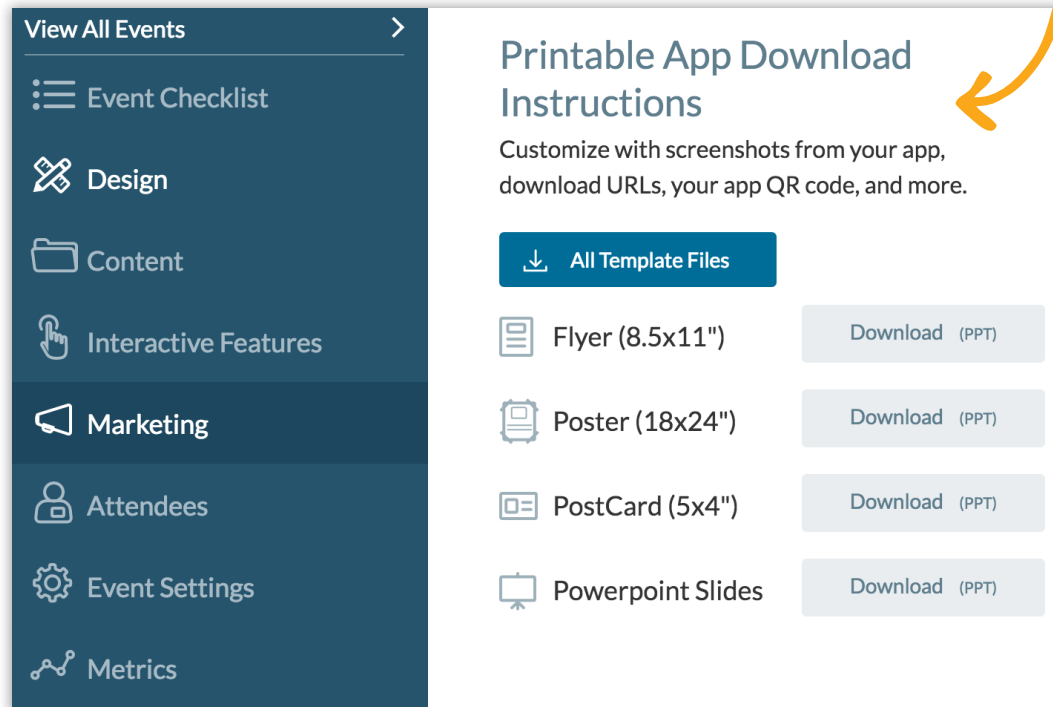 View All Events
Event Checklist
Design
Content
Interactive Features
Marketing
Attendees
Event Settings
Metrics
Printable App Download
Instructions
Customize with screenshots from your app,
download URLs, your app QR code, and more.
All Template Files
Flyer (8.5x11") Download (PPT)
Poster (18x24") Download (PPT)
PostCard (5x4") Download (PPT)
Powerpoint Slides Download (PPT)